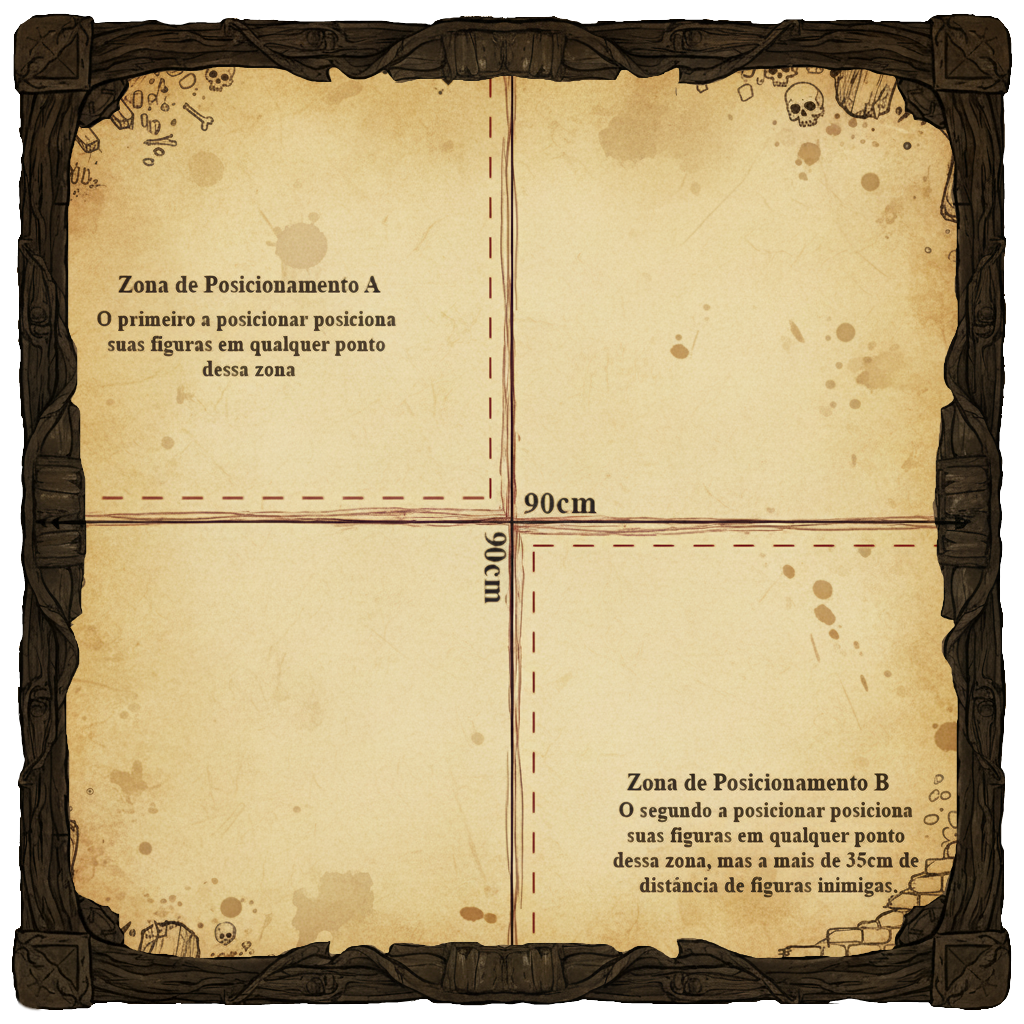 Zona de Posicionamento A
O primeiro a posicionar posiciona
suas figuras em qualquer ponto
dessa zona
90cm
90cm
Zona de Posicionamento B
O segundo a posicionar posiciona
suas figuras em qualquer ponto
dessa zona, mas a mais de 35cm de
distáncia de figuras inimigas.